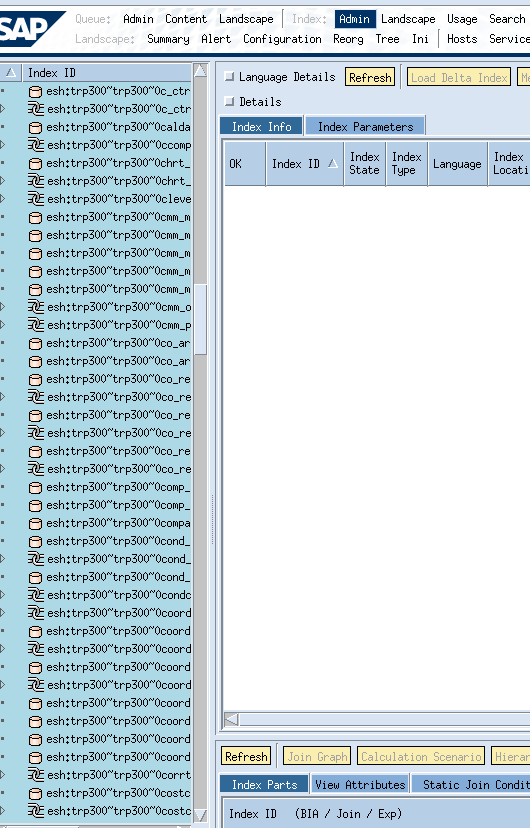 SAP
Queue: Admin Content Landscape Index: Admin Landscape Usage Search
Landscape: Summary Alert Configuration Reorg Tree Ini Hosts Service
Index ID
esh:trp300~trp300~0c_ctr
esh:trp300~trp300~0c_ctr
esh:trp300~trp300~0calda
esh:trp300~trp300~0ccomp
esh:trp300~trp300~0chrt_
esh:trp300~trp300~0chrt_
esh:trp300~trp300~0cleve
esh:trp300~trp300~0cmm_m
esh:trp300~trp300~0cmm_m
esh:trp300~trp300~0cmm_m
esh:trp300~trp300~0cmm_m
esh:trp300~trp300~0cmm_m
esh:trp300~trp300~0cmm_o
esh:trp300~trp300~0cmm_p
esh:trp300~trp300~0co_ar
esh:trp300~trp300~0co_ar
esh:trp300~trp300~0co_re
esh:trp300~trp300~0co_re
esh:trp300~trp300~0co_re
esh:trp300~trp300~0co_re
esh:trp300~trp300~0co_re
esh:trp300~trp300~0co_re
esh:trp300~trp300~0comp_
esh:trp300~trp300~0comp_
esh:trp300~trp300~0compa
esh:trp300~trp300~0cond_
esh:trp300~trp300~0cond_
esh:trp300~trp300~0cond_
esh:trp300~trp300~0condc
esh:trp300~trp300~0coord
esh:trp300~trp300~0coord
esh:trp300~trp300~0coord
esh:trp300~trp300~0coord
esh:trp300~trp300~0coord
esh:trp300~trp300~0coord
esh:trp300~trp300~0coord
esh:trp300~trp300~0coord
esh:trp300~trp300~0coord
esh:trp300~trp300~0corrt
esh:trp300~trp300~0costc
esh:trp300~trp300~0costc
Language Details Refresh Load Delta Index Me
Details
Index Info Index Parameters
OK Index ID Index State Index Type Language Index Locati
Refresh Join Graph Calculation Scenario Hierar
Index Parts View Attributes Static Join Condit
Index ID (BIA / Join / Exp)